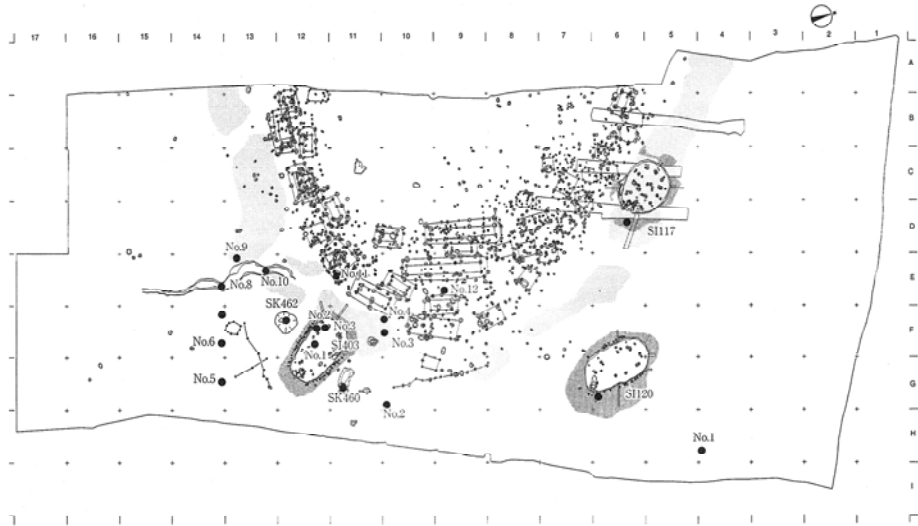 17 16 15 14 13 12 11 10 9 8 7 6 5 4 3 2 1
A
B
C
D
SI117
No.9
E
No.11
No.10
No.8
No.12
SK462
No.4
No.2
No.3
F
No.6
SI403
No.3
No.1
No.5
G
SK460
SI120
No.2
No.1
H
I